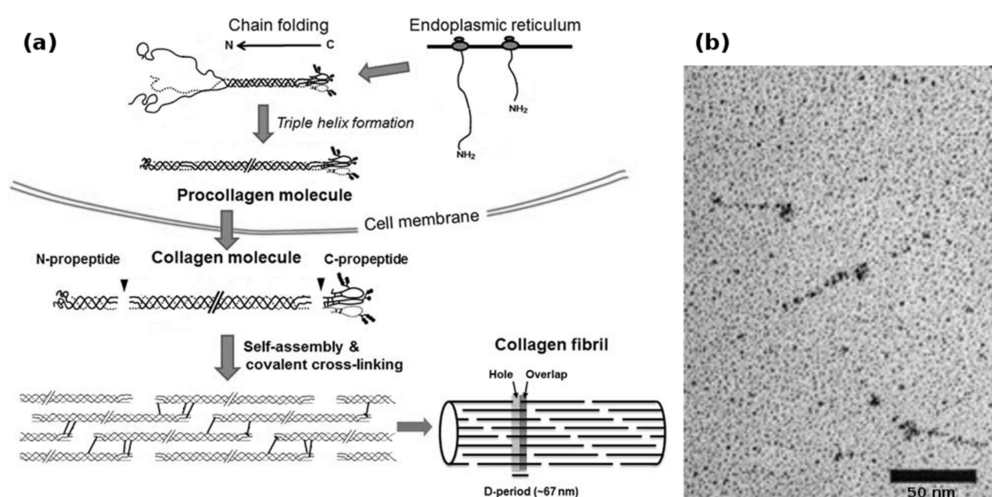 (a)
Chain folding
N C
Endoplasmic reticulum
NH2
NH2
Triple helix formation
Procollagen molecule
Cell membrane
N-propeptide
Collagen molecule
C-propeptide
Self-assembly &
covalent cross-linking
Collagen fibril
Hole
Overlap
D-period (~67 nm)
(b)
50 nm